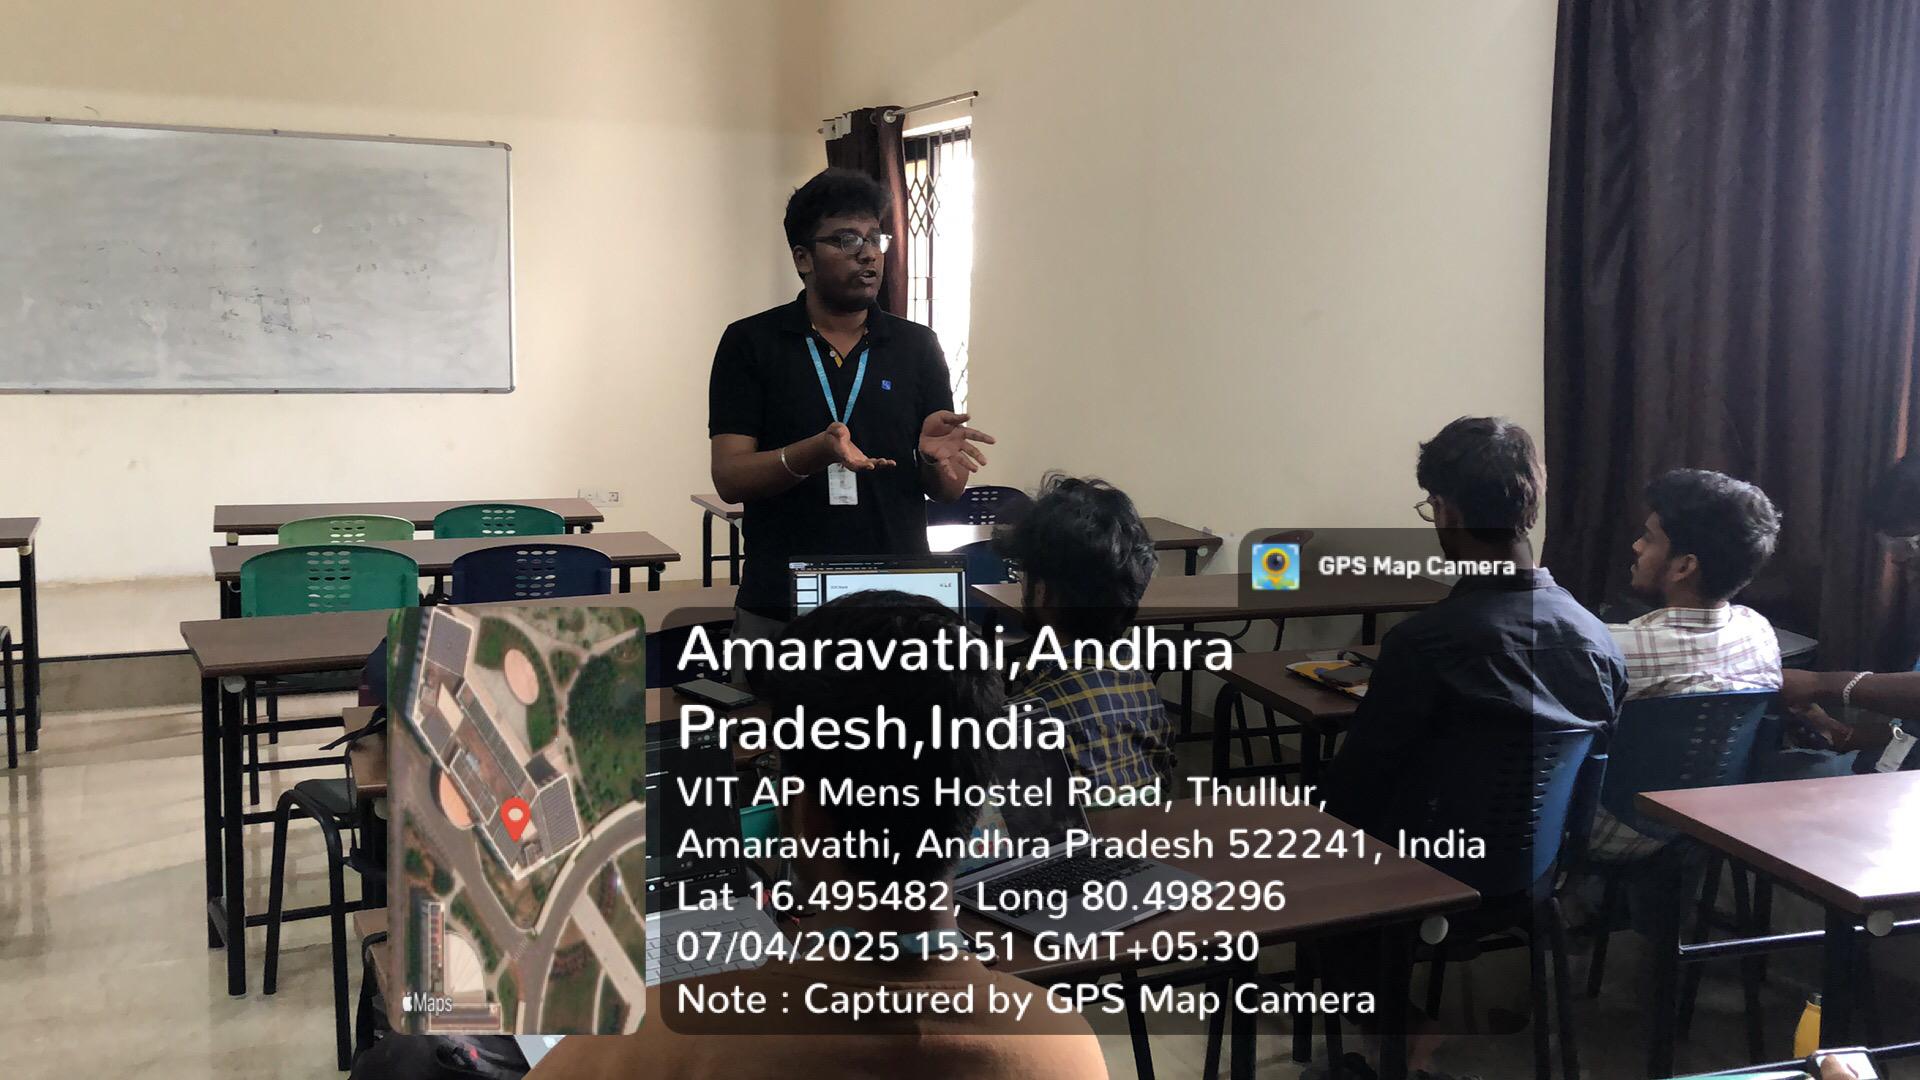 GPS Map Camera
Amaravathi,Andhra
Pradesh,India
VIT AP Mens Hostel Road, Thullur,
Amaravathi, Andhra Pradesh 522241, India
Lat 16.495482, Long 80.498296
07/04/2025 15:51 GMT+05:30
Note : Captured by GPS Map Camera
Maps